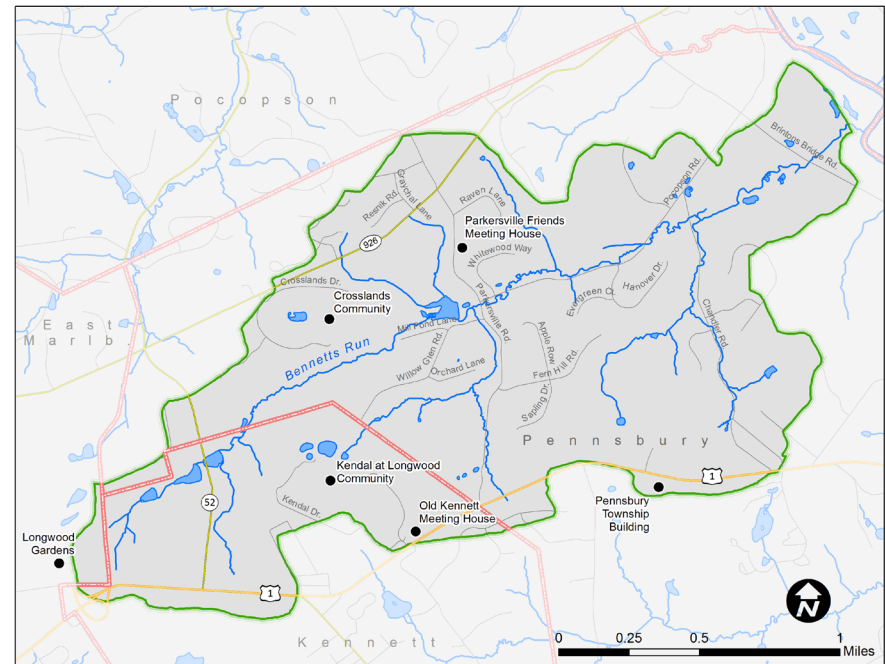 Pocopson
Brintons Bridge Rd.
Pocopson Rd.
Graychal Lane
Resnik Rd.
Raven Lane
Parkersville Friends
Meeting House
926
Whitewood Way
Crosslands Dr.
Crosslands
Community
Evergreen Ct.
Hanover Dr.
Parkersville Rd.
Chandler Rd.
East
Marlb.
Mill Pond Lane
Bennetts Run
Willow Glen Rd.
Orchard Lane
Apple Row
Fern Hill Rd.
Sapling Dr.
Pennsbury
Kendal at Longwood
Community
1
52
Kendal Dr.
Old Kennett
Meeting House
Pennsbury
Township
Building
Longwood
Gardens
1
Kennett
N
0 0.25 0.5 1
Miles